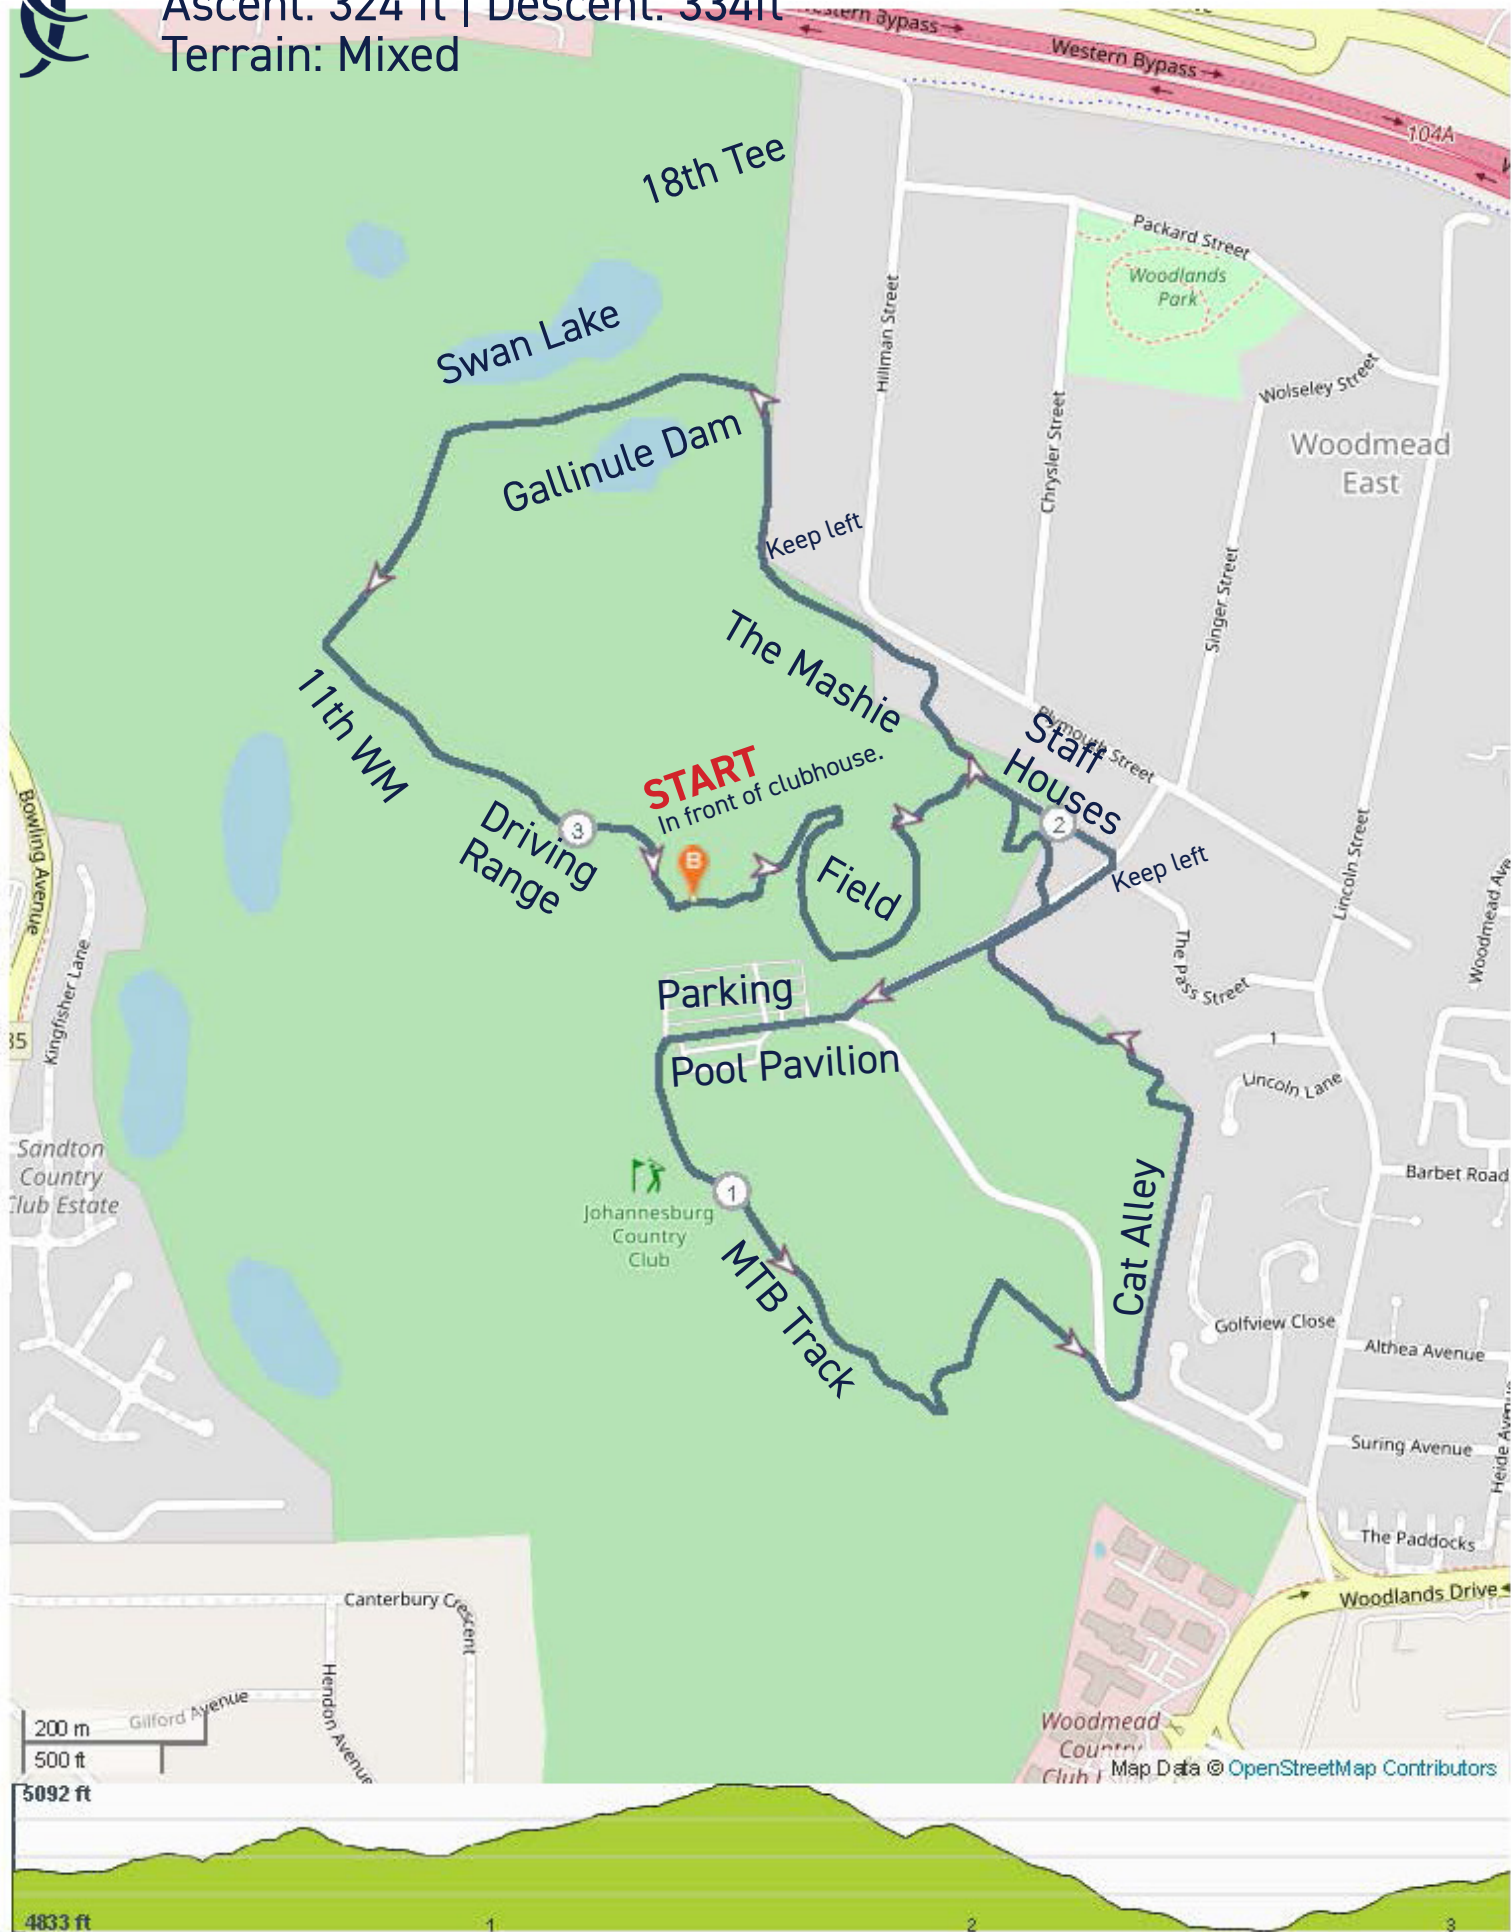 Ascent: 324 ft | Descent: 334ft
Terrain: Mixed
Western Bypass
104A
18th Tee
Packard Street
Woodlands
Park
Hillman Street
Swan Lake
Wolseley Street
Chrysler Street
Woodmead
East
Gallinule Dam
Keep left
Singer Street
The Mashie
11th WM
Plymouth Street
Staff
Houses
START
In front of clubhouse.
Bowling Avenue
Driving
Range
3
2
B
Field
Keep left
Lincoln Street
The Pass Street
Kingfisher Lane
Parking
Pool Pavilion
1
Lincoln Lane
Sandton
Country
Club Estate
Barbet Road
1
Johannesburg
Country
Club
Cat Alley
MTB Track
Golfview Close
Althea Avenue
Suring Avenue
The Paddocks
Woodlands Drive
Canterbury Crescent
Hendon Avenue
Gilford Avenue
200 m
500 ft
Woodmead
Country
Club
Map Data © OpenStreetMap Contributors
5092 ft
4833 ft
1
2
3